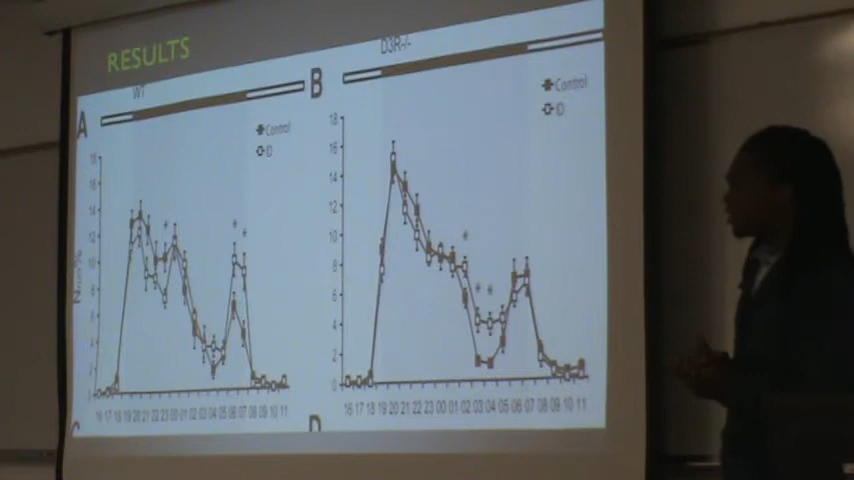 RESULTS
WT
A
Control
ID
18
16
14
12
10
8
6
4
2
0
16 17 18 19 20 21 22 23 00 01 02 03 04 05 06 07 08 09 10 11
C
D3R-/-
B
Control
ID
18
16
14
12
10
8
6
4
2
0
16 17 18 19 20 21 22 23 00 01 02 03 04 05 06 07 08 09 10 11
D